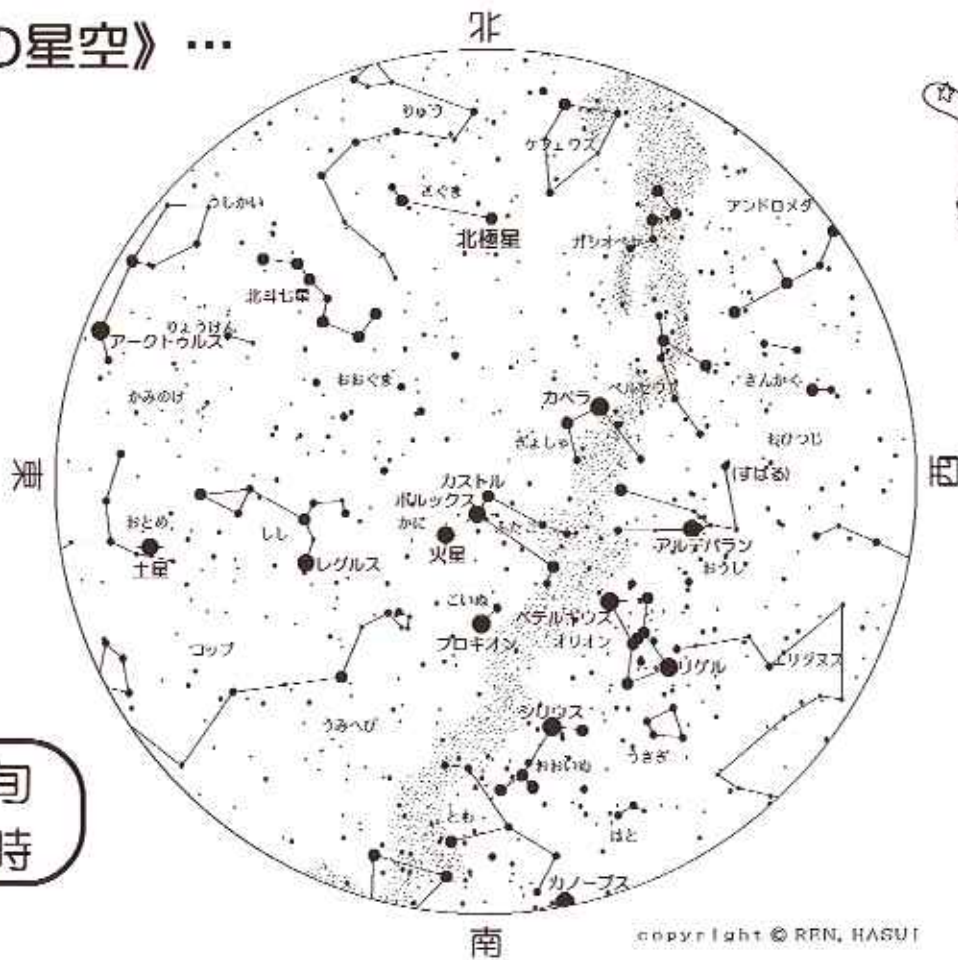 の星空》…
北
りゅう
ケフェウス
こぐま
うしかい
アンドロメダ
北極星
カシオペヤ
北斗七星
りょうけん
アークトゥルス
おおぐま
ペルセウス
さんかく
かみのけ
カペラ
ぎょしゃ
おひつじ
東
西
カストル
(すばる)
ポルックス
おとめ
しし
かに
ふたご
土星
火星
アルデバラン
レグルス
おうし
こいぬ
ベテルギウス
プロキオン
オリオン
コップ
リゲル
エリダヌス
シリウス
うみへび
おおいぬ
うさぎ
旬
とも
はと
時
カノープス
南
copyright © REN. HASUI